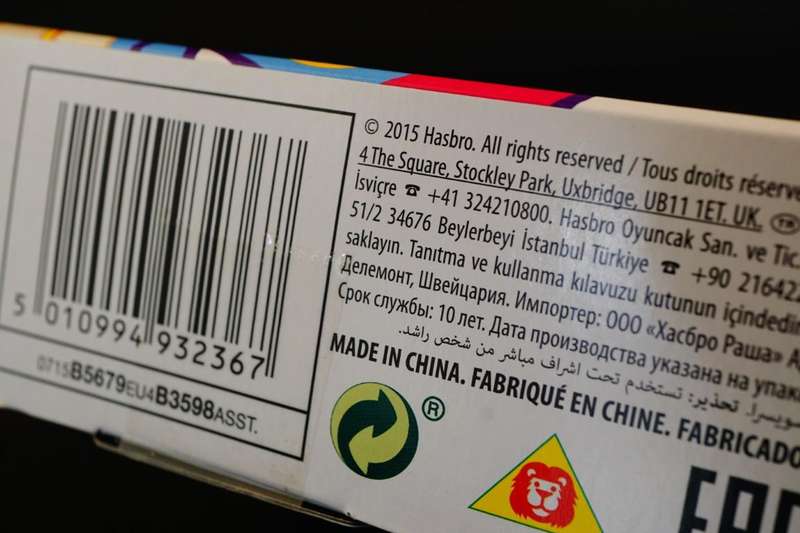 5 010994 932367
0715B5679EU4B3598ASST.
© 2015 Hasbro. All rights reserved / Tous droits réservé
4 The Square, Stockley Park, Uxbridge, UB11 1ET, UK. TR
İsviçre ☎ +41 324210800. Hasbro Oyuncak San. ve Tic.
51/2 34676 Beylerbeyi İstanbul Türkiye ☎ +90 216422
saklayın. Tanıtma ve kullanma kılavuzu kutunun içindedir
Делемонт, Швейцария. Импортер: ООО «Хасбро Раша» А
Срок службы: 10 лет. Дата производства указана на упак
سويسرا. تحذير: تستخدم تحت اشراف مباشر من شخص راشد.
MADE IN CHINA. FABRIQUÉ EN CHINE. FABRICADO
®
EAC